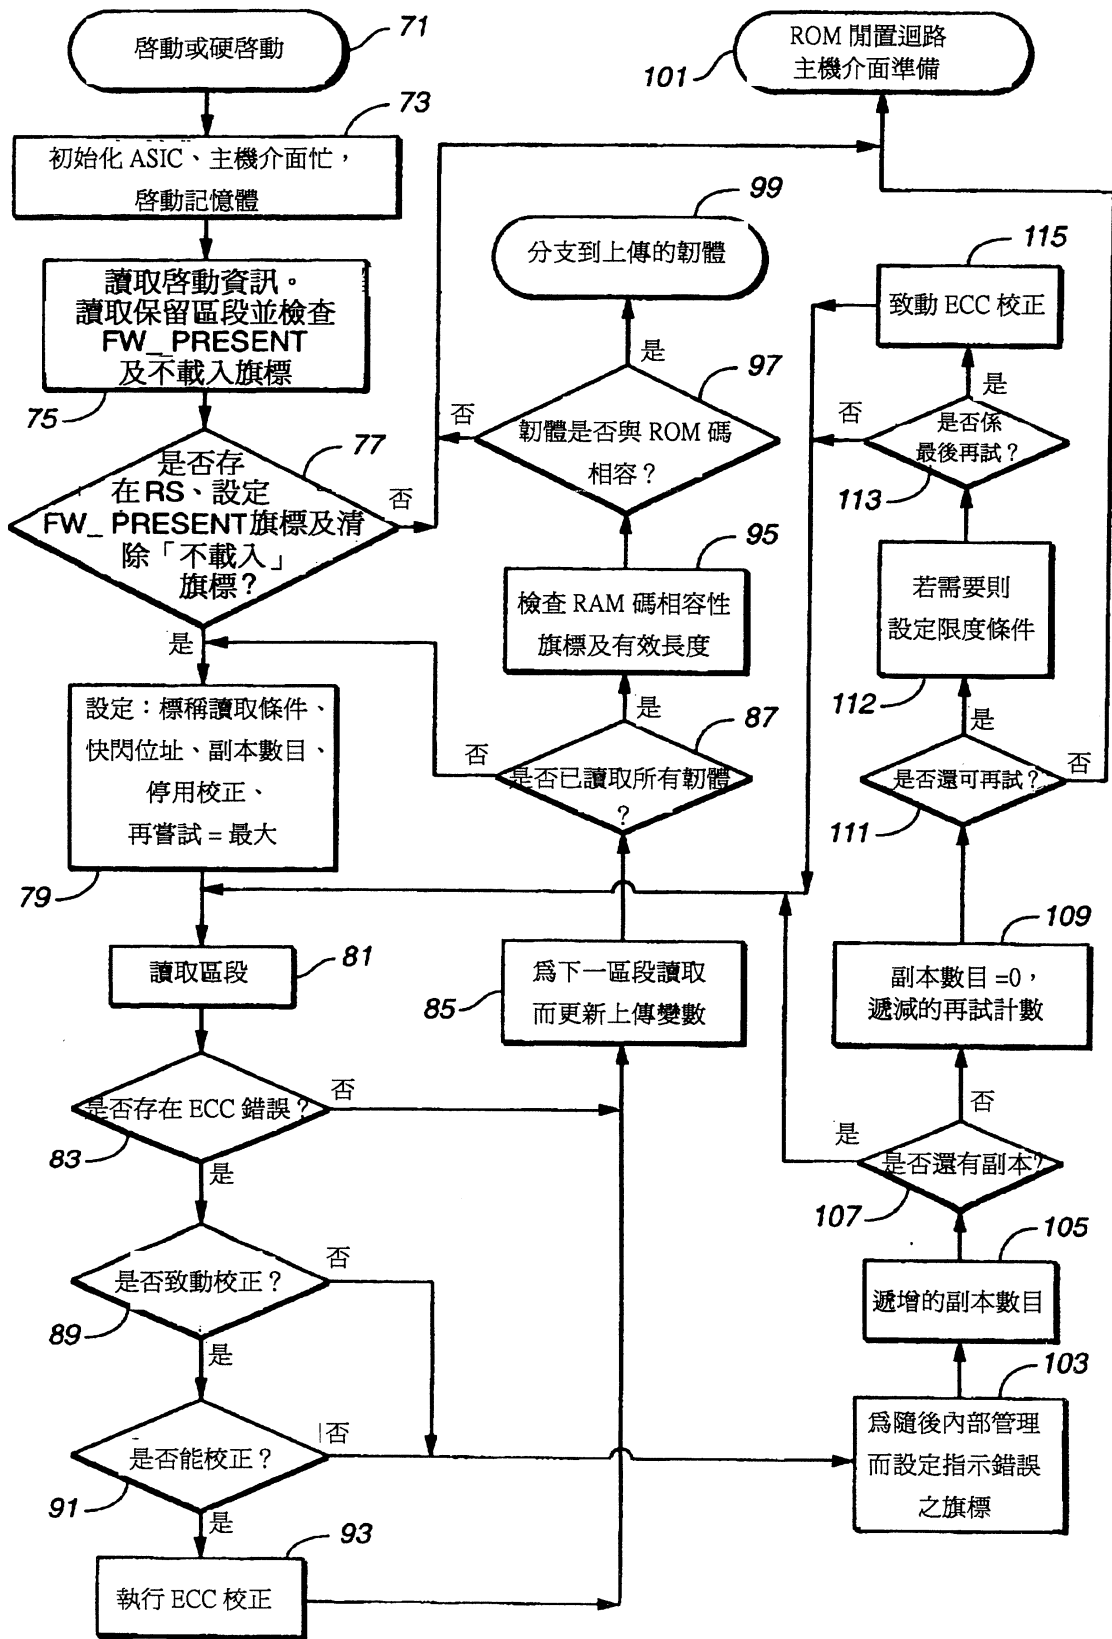 啓動或硬啓動
71
初始化 ASIC、主機介面忙，
啓動記憶體
73
讀取啓動資訊。
讀取保留區段並檢查
FW_PRESENT
及不載入旗標
75
是否存
在RS、設定
FW_PRESENT旗標及清
除「不載入」
旗標？
77
否
是
設定：標稱讀取條件、
快閃位址、副本數目、
停用校正、
再嘗試 = 最大
79
讀取區段
81
是否存在 ECC 錯誤？
83
否
是
是否致動校正？
89
否
是
是否能校正？
91
否
是
執行 ECC 校正
93
分支到上傳的韌體
99
是
韌體是否與 ROM 碼
相容？
97
否
檢查 RAM 碼相容性
旗標及有效長度
95
是
是否已讀取所有韌體
？
87
否
爲下一區段讀取
而更新上傳變數
85
ROM 閒置迴路
主機介面準備
101
致動 ECC 校正
115
是
是否係
最後再試？
113
否
若需要則
設定限度條件
112
是
是否還可再試？
111
否
副本數目 =0，
遞減的再試計數
109
否
是否還有副本？
107
是
遞增的副本數目
105
爲隨後內部管理
而設定指示錯誤
之旗標
103